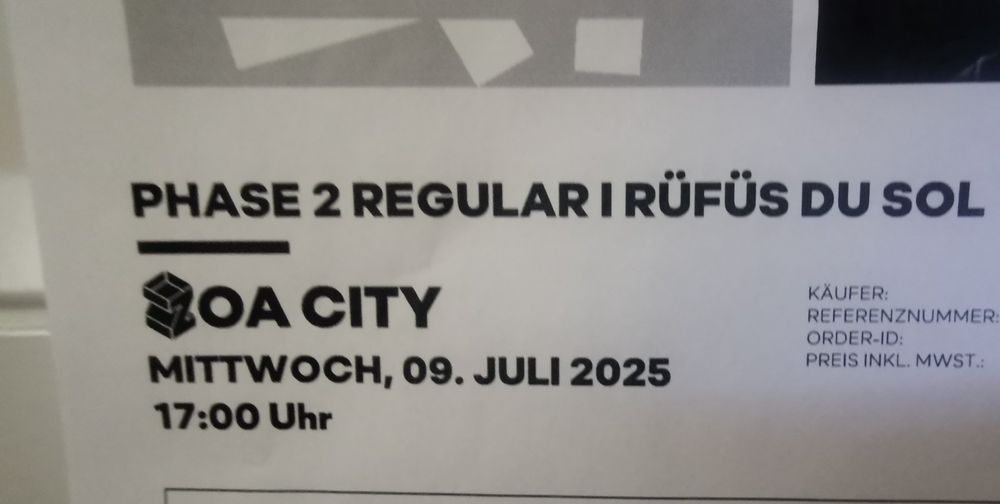 PHASE 2 REGULAR I RÜFÜS DU SOL
ZOA CITY
MITTWOCH, 09. JULI 2025
17:00 Uhr
KÄUFER:
REFERENZNUMMER:
ORDER-ID:
PREIS INKL. MWST.: